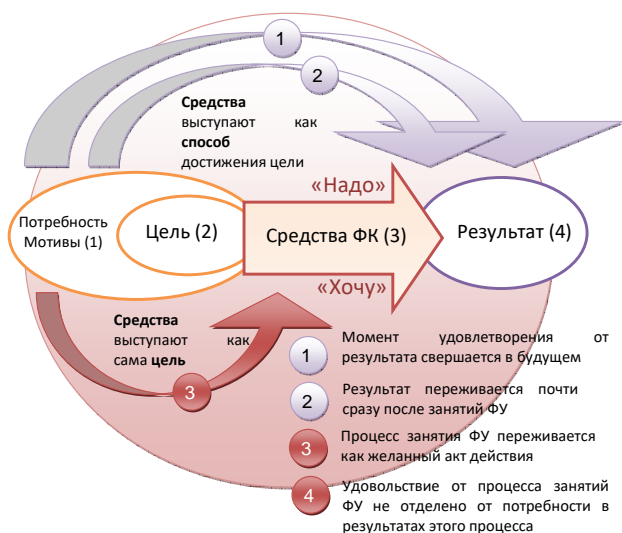 1
2
Средства
выступают как
способ
достижения цели
«Надо»
Потребность
Мотивы (1)
Цель (2)
Средства ФК (3)
Результат (4)
«Хочу»
Средства
выступают как
сама цель
3
1
Момент удовлетворения от
результата свершается в будущем
2
Результат переживается почти
сразу после занятий ФУ
3
Процесс занятия ФУ переживается
как желанный акт действия
4
Удовольствие от процесса занятий
ФУ не отделено от потребности в
результатах этого процесса